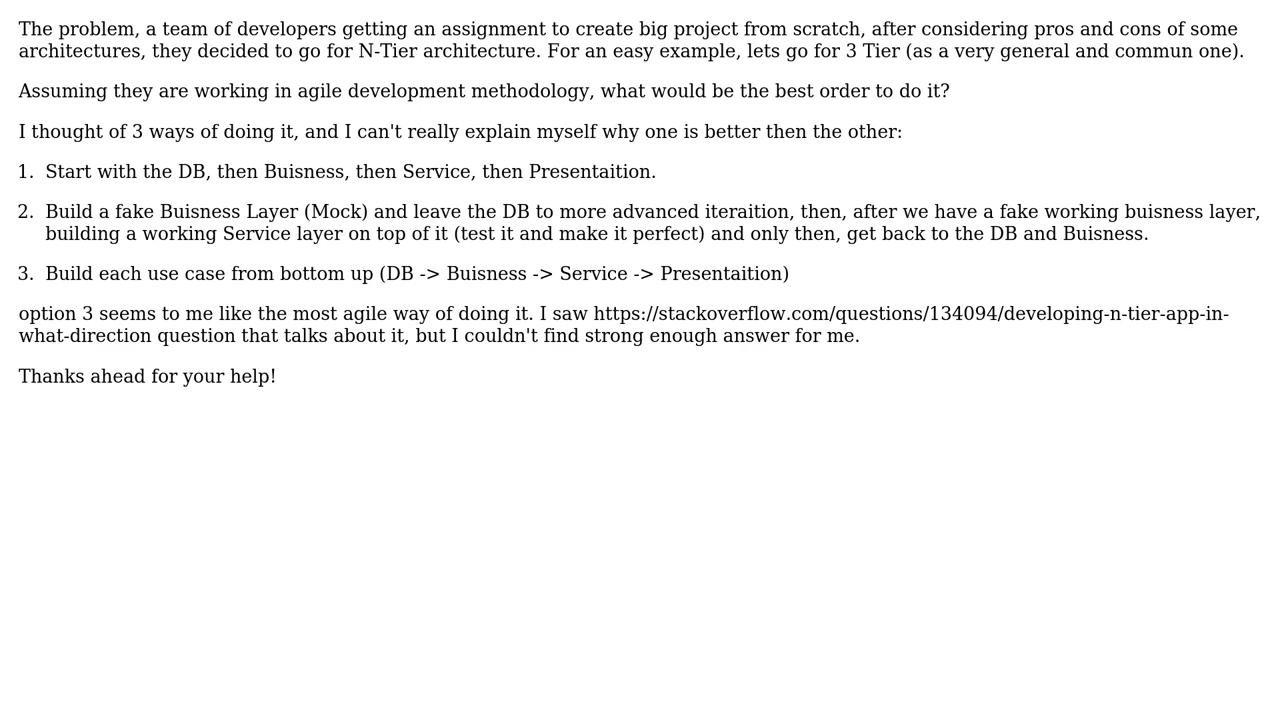 The problem, a team of developers getting an assignment to create big project from scratch, after considering pros and cons of some
architectures, they decided to go for N-Tier architecture. For an easy example, lets go for 3 Tier (as a very general and commun one).
Assuming they are working in agile development methodology, what would be the best order to do it?
I thought of 3 ways of doing it, and I can't really explain myself why one is better then the other:
1. Start with the DB, then Buisness, then Service, then Presentaition.
2. Build a fake Buisness Layer (Mock) and leave the DB to more advanced iteraition, then, after we have a fake working buisness layer,
building a working Service layer on top of it (test it and make it perfect) and only then, get back to the DB and Buisness.
3. Build each use case from bottom up (DB -> Buisness -> Service -> Presentaition)
option 3 seems to me like the most agile way of doing it. I saw https://stackoverflow.com/questions/134094/developing-n-tier-app-in-
what-direction question that talks about it, but I couldn't find strong enough answer for me.
Thanks ahead for your help!